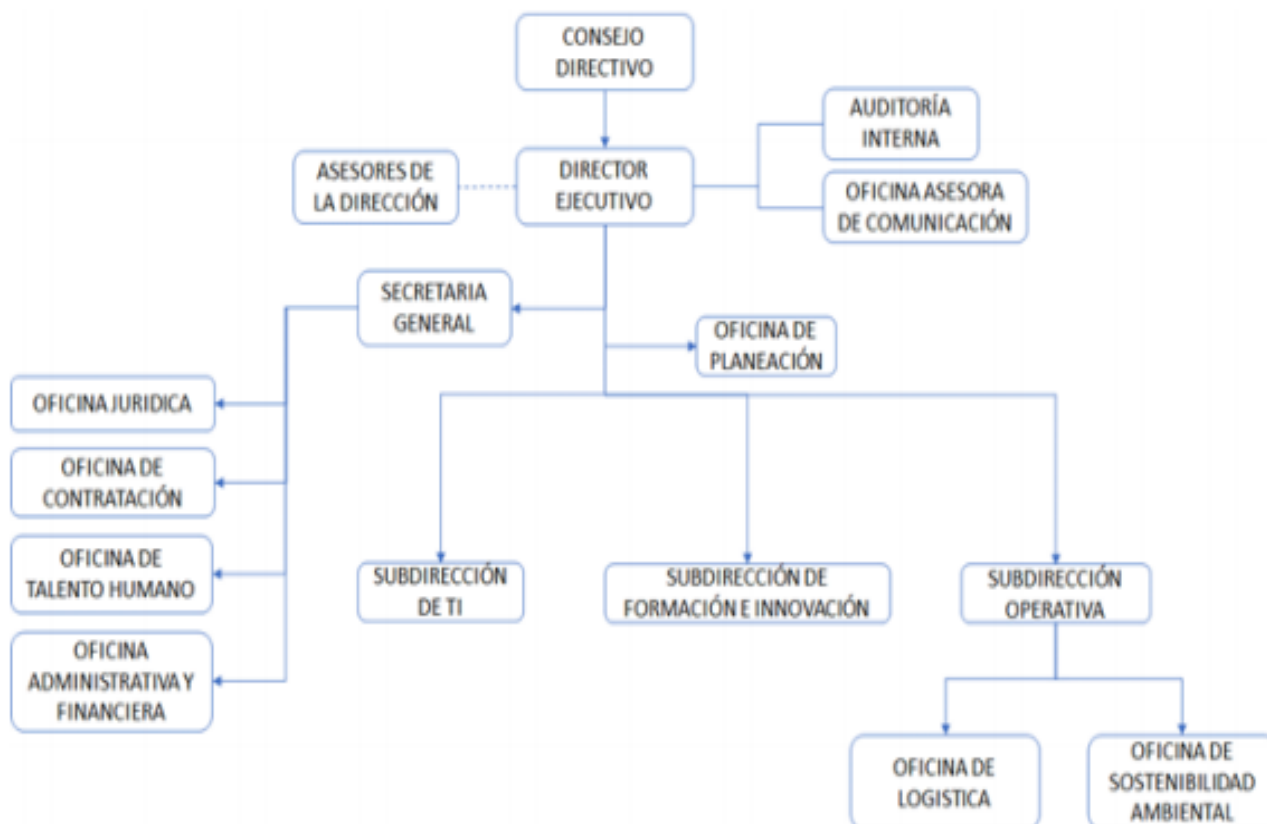 CONSEJO
DIRECTIVO
AUDITORÍA
INTERNA
ASESORES DE
LA DIRECCIÓN
DIRECTOR
EJECUTIVO
OFICINA ASESORA
DE COMUNICACIÓN
SECRETARIA
GENERAL
OFICINA DE
PLANEACIÓN
OFICINA JURIDICA
OFICINA DE
CONTRATACIÓN
OFICINA DE
TALENTO HUMANO
OFICINA
ADMINISTRATIVA Y
FINANCIERA
SUBDIRECCIÓN
DE TI
SUBDIRECCIÓN DE
FORMACIÓN E INNOVACIÓN
SUBDIRECCIÓN
OPERATIVA
OFICINA DE
LOGISTICA
OFICINA DE
SOSTENIBILIDAD
AMBIENTAL